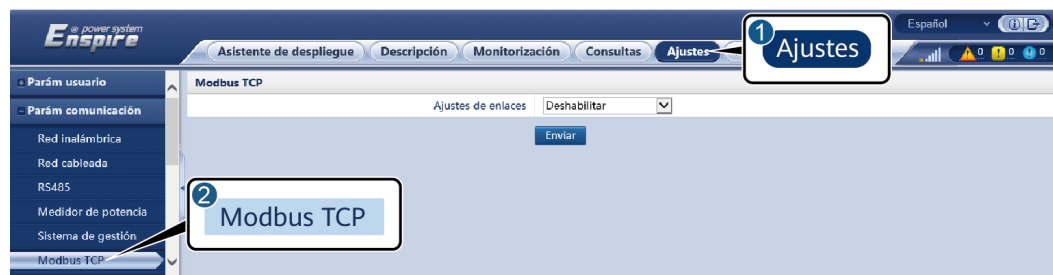 e power system
Enspire
Español
Asistente de despliegue
Descripción
Monitorización
Consultas
Ajustes
1
Ajustes
0
0
0
Parám usuario
Parám comunicación
Red inalámbrica
Red cableada
RS485
Medidor de potencia
Sistema de gestión
Modbus TCP
Modbus TCP
Ajustes de enlaces
Deshabilitar
Enviar
2
Modbus TCP